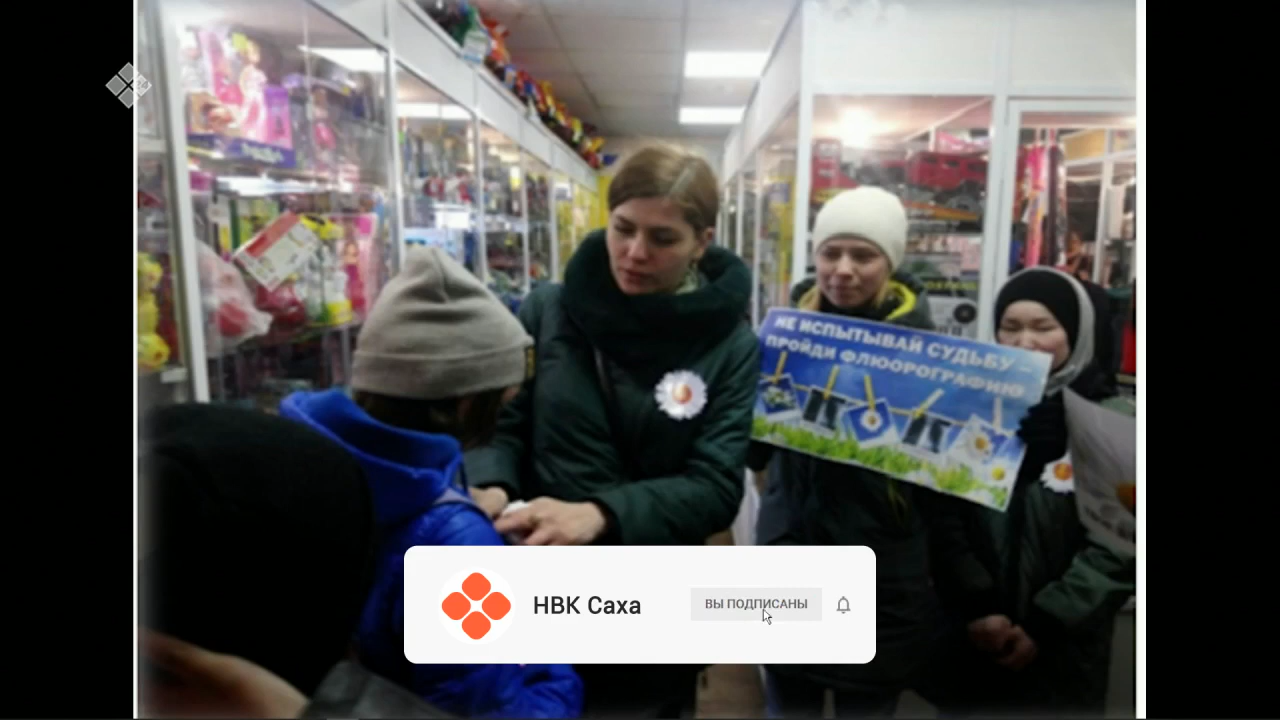 НЕ ИСПЫТЫВАЙ СУДЬБУ –
ПРОЙДИ ФЛЮОРОГРАФИЮ
НВК Саха
ВЫ ПОДПИСАНЫ